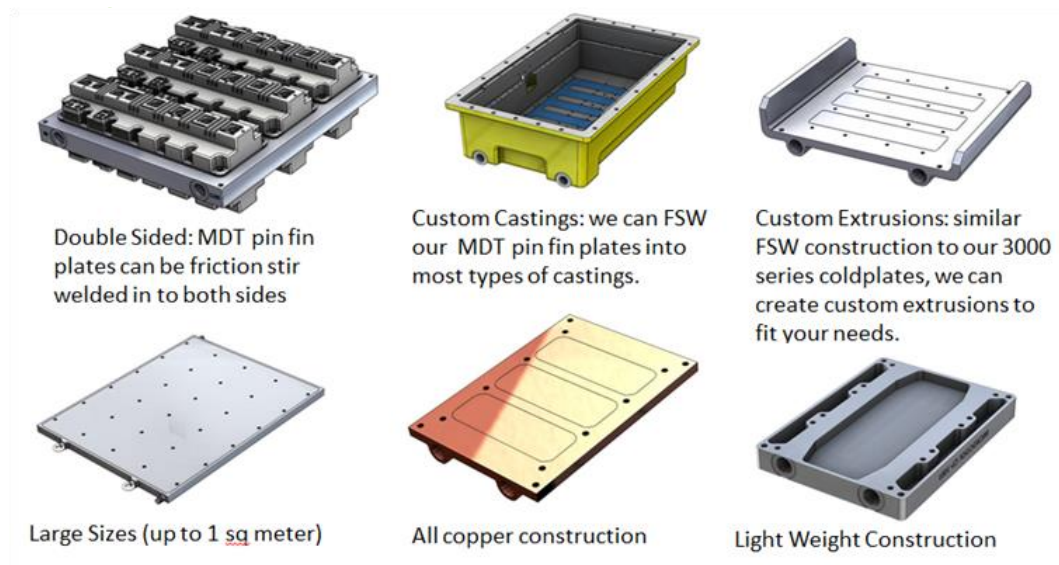 Double Sided: MDT pin fin
plates can be friction stir
welded in to both sides
Custom Castings: we can FSW
our MDT pin fin plates into
most types of castings.
Custom Extrusions: similar
FSW construction to our 3000
series coldplates, we can
create custom extrusions to
fit your needs.
Large Sizes (up to 1 sq meter)
All copper construction
Light Weight Construction